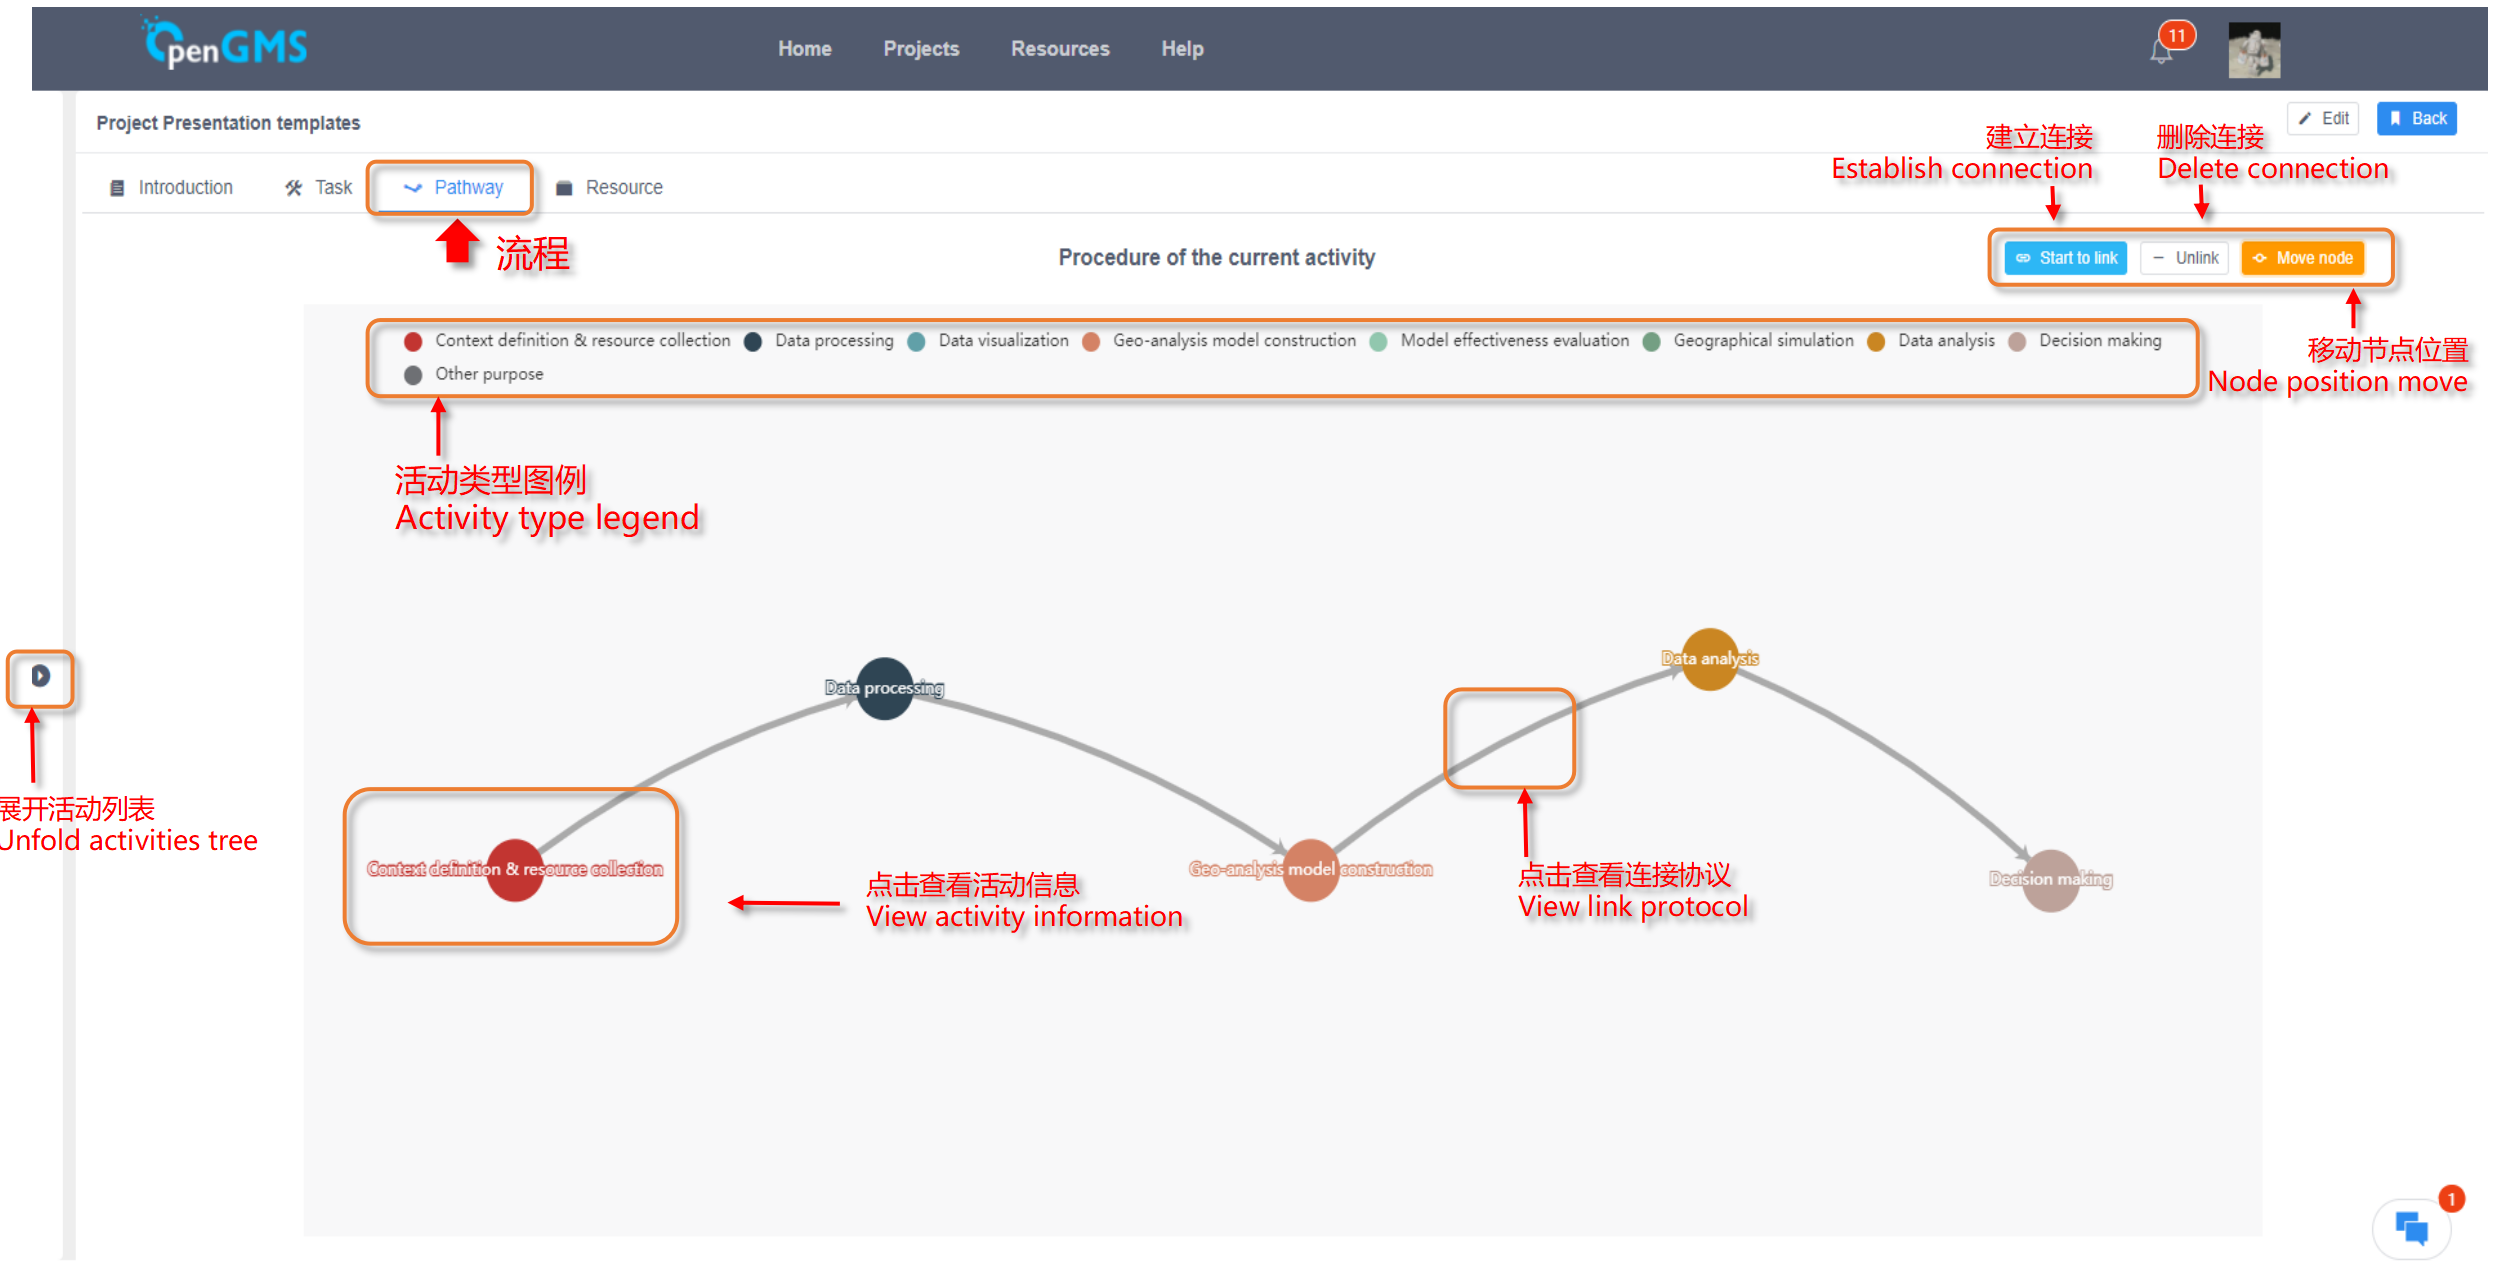 OpenGMS
Home Projects Resources Help
11
Project Presentation templates
Edit Back
建立连接
Establish connection
删除连接
Delete connection
Introduction Task Pathway Resource
流程
Procedure of the current activity
Start to link Unlink Move node
移动节点位置
Node position move
Context definition & resource collection Data processing Data visualization Geo-analysis model construction Model effectiveness evaluation Geographical simulation Data analysis Decision making
Other purpose
活动类型图例
Activity type legend
Data analysis
Data processing
展开活动列表
Unfold activities tree
Context definition & resource collection
Geo-analysis model construction
Decision making
点击查看活动信息
View activity information
点击查看连接协议
View link protocol
1